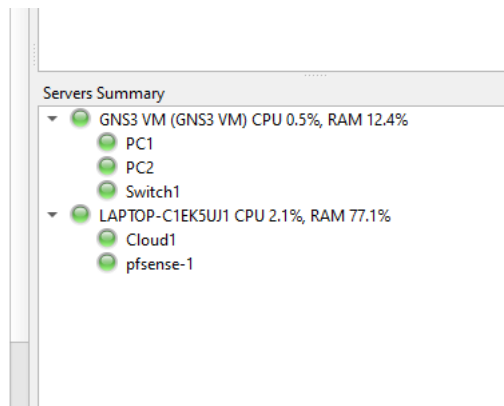 Servers Summary
GNS3 VM (GNS3 VM) CPU 0.5%, RAM 12.4%
PC1
PC2
Switch1
LAPTOP-C1EK5UJ1 CPU 2.1%, RAM 77.1%
Cloud1
pfsense-1